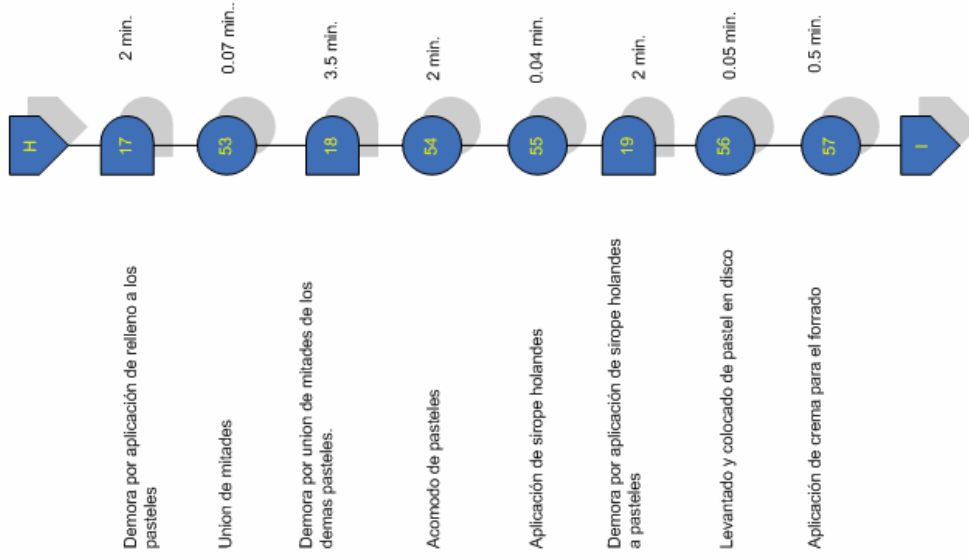 H
Demora por aplicación de relleno a los
pasteles
17
2 min.
Union de mitades
53
0.07 min..
Demora por union de mitades de los
demas pasteles.
18
3.5 min.
Acomodo de pasteles
54
2 min.
Aplicación de sirope holandes
55
0.04 min.
Demora por aplicación de sirope holandes
a pasteles
19
2 min.
Levantado y colocado de pastel en disco
56
0.05 min.
Aplicación de crema para el forrado
57
0.5 min.
I